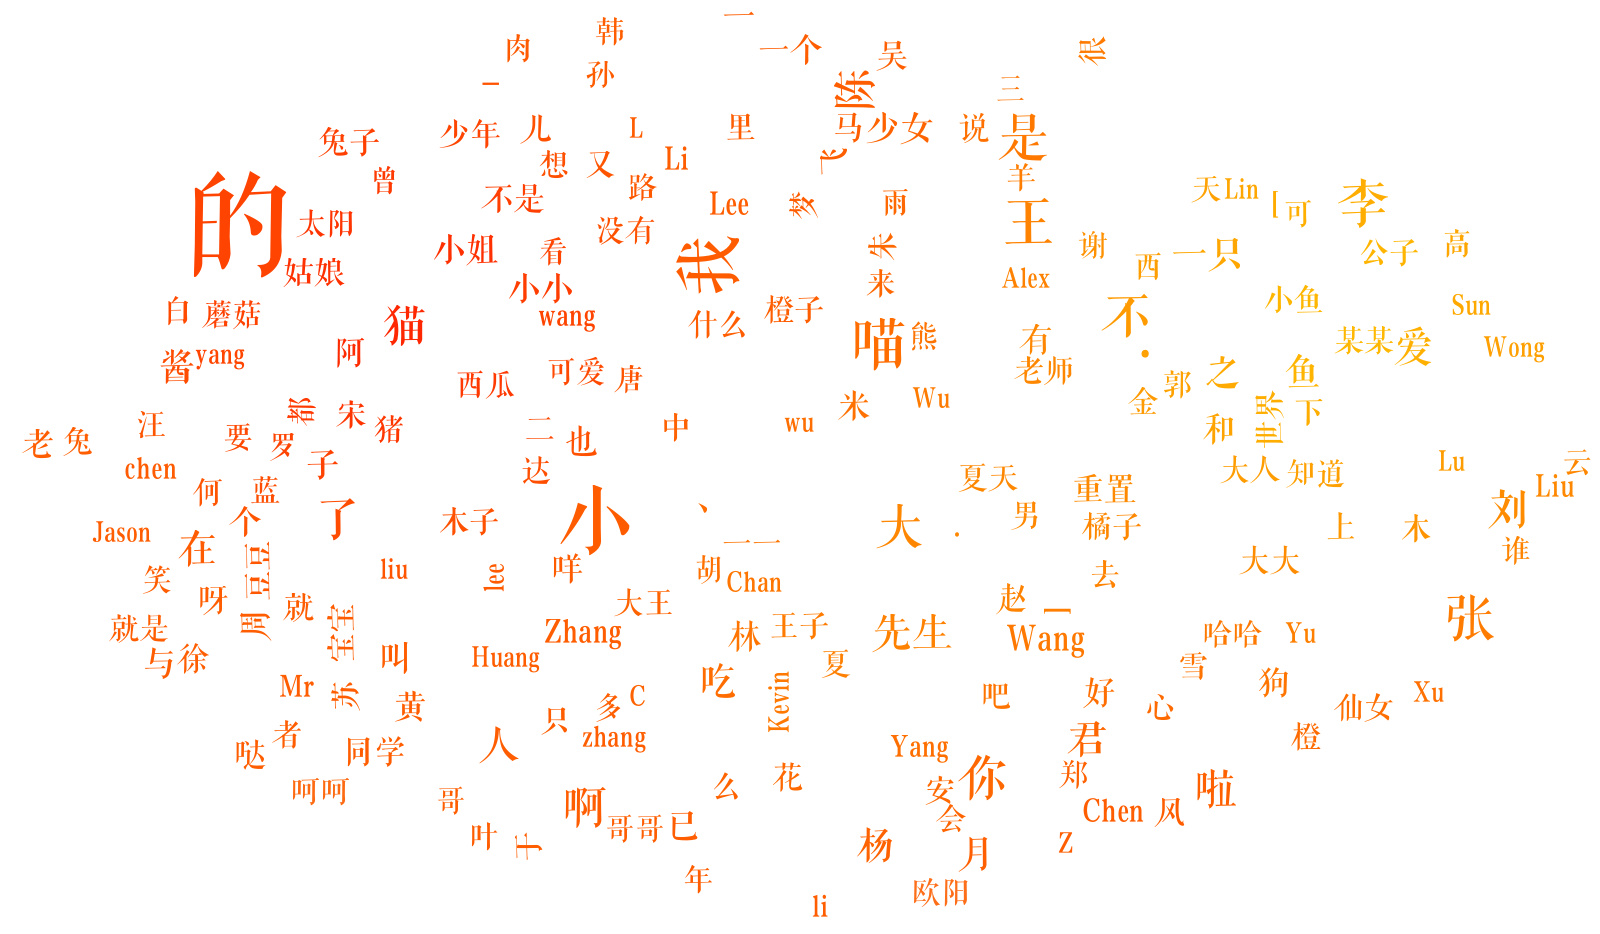 一
韩
肉
一个
吴
很
孙
一
三
陈
少年
儿
L
里
马少女
说
是
兔子
想
又
Li
飞
曾
不是
路
羊
的
太阳
Lee
梦
雨
王
天
Lin
[
可
李
没有
小姐
看
我
朱
谢
一只
公子
高
姑娘
西
来
Alex
小小
白
蘑菇
猫
wang
什么
橙子
喵
熊
不
小鱼
Sun
酱
yang
阿
有
某某
爱
Wong
·
西瓜
可爱
唐
老师
郭
之
鱼
都
宋
米
Wu
金
一
世界
下
老
兔
汪
要
罗
猪
二
也
中
wu
和
子
chen
达
夏天
大人
知道
Lu
云
何
蓝
重置
Liu
个
了
木子
小
、
大
.
男
橘子
上
木
刘
Jason
在
豆豆
一一
谁
笑
liu
lee
咩
胡
Chan
去
大大
呀
就
大王
赵
[
就是
周
宝宝
Zhang
林
王子
先生
Wang
哈哈
Yu
张
与
徐
叫
Huang
夏
雪
Mr
苏
黄
吃
Kevin
吧
好
心
狗
仙女
Xu
只
多
C
者
哒
同学
人
zhang
Yang
君
橙
呵呵
么
花
安
你
郑
啦
哥
啊
哥哥
已
会
Chen
风
叶
于
杨
月
Z
年
欧阳
li